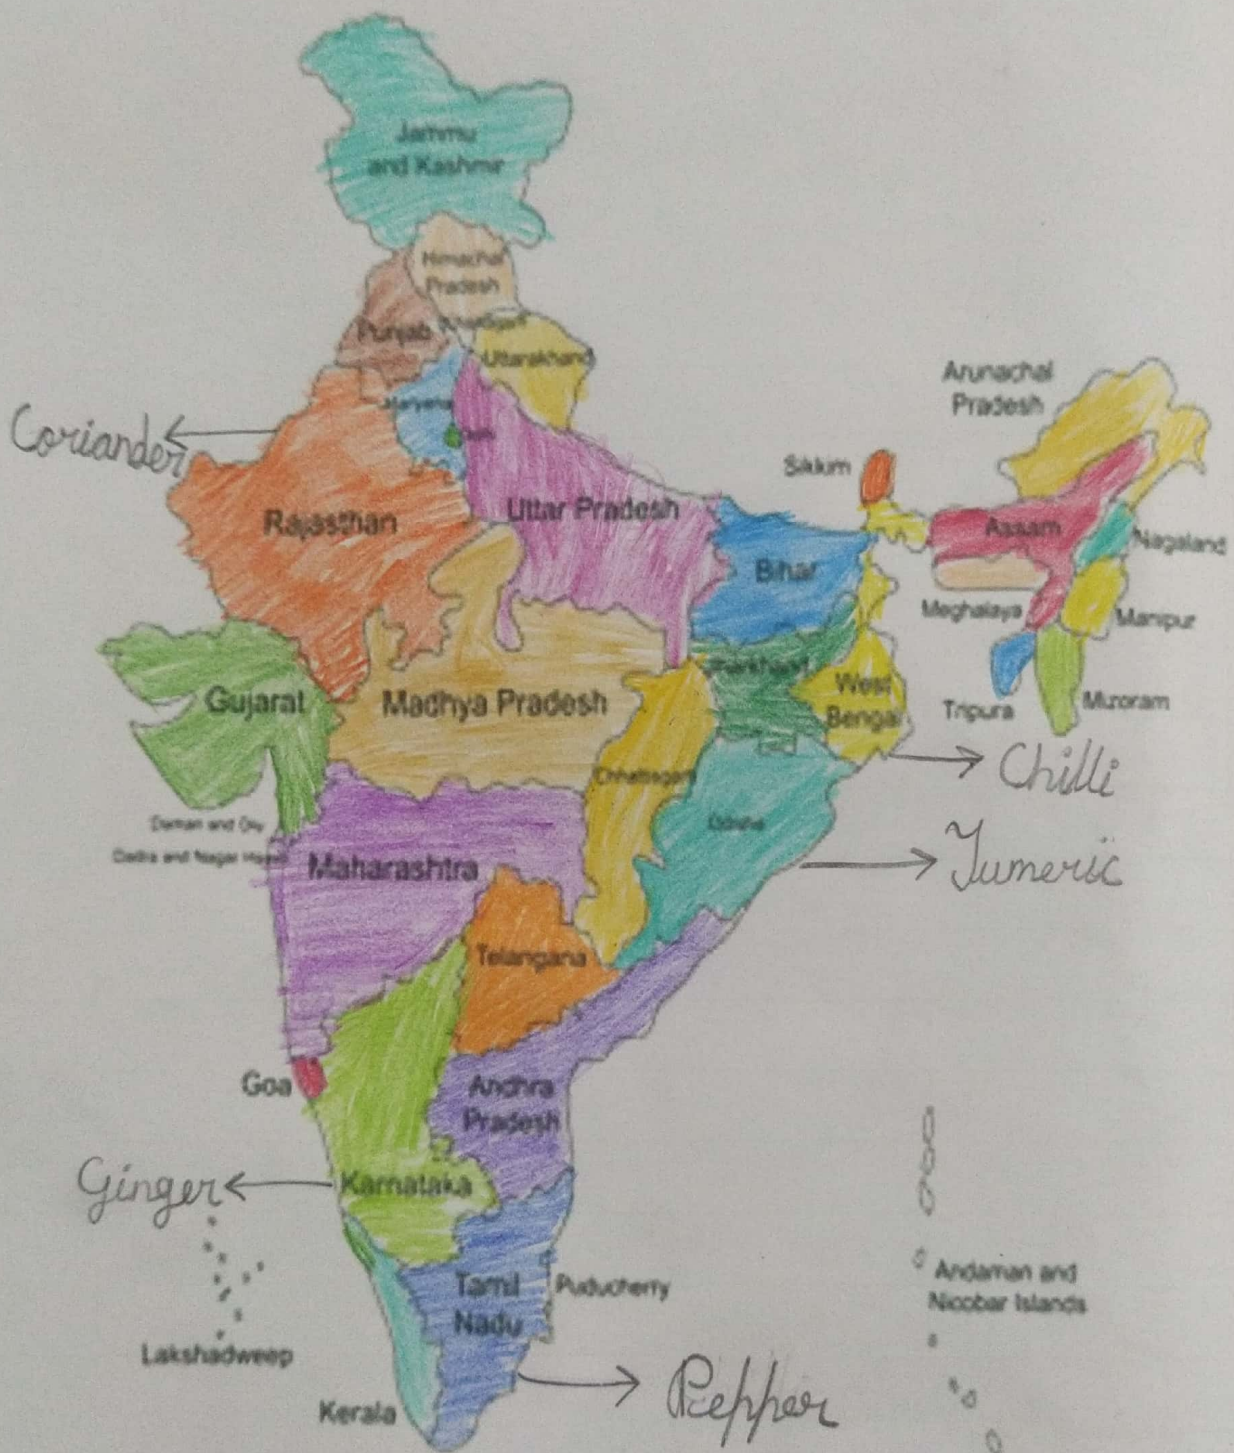 Jammu
and Kashmir
Himachal
Pradesh
Punjab
Uttarakhand
Haryana
Arunachal
Pradesh
Coriander
Sikkim
Rajasthan
Uttar Pradesh
Assam
Nagaland
Bihar
Meghalaya
Manipur
Jharkhand
Gujarat
Madhya Pradesh
West
Bengal
Tripura
Mizoram
Chilli
Chhattisgarh
Daman and Diu
Odisha
Dadra and Nagar Haveli
Maharashtra
Tumeric
Telangana
Goa
Andhra
Pradesh
Ginger
Karnataka
Tamil
Nadu
Puducherry
Andaman and
Nicobar Islands
Lakshadweep
Kerala
Pepper